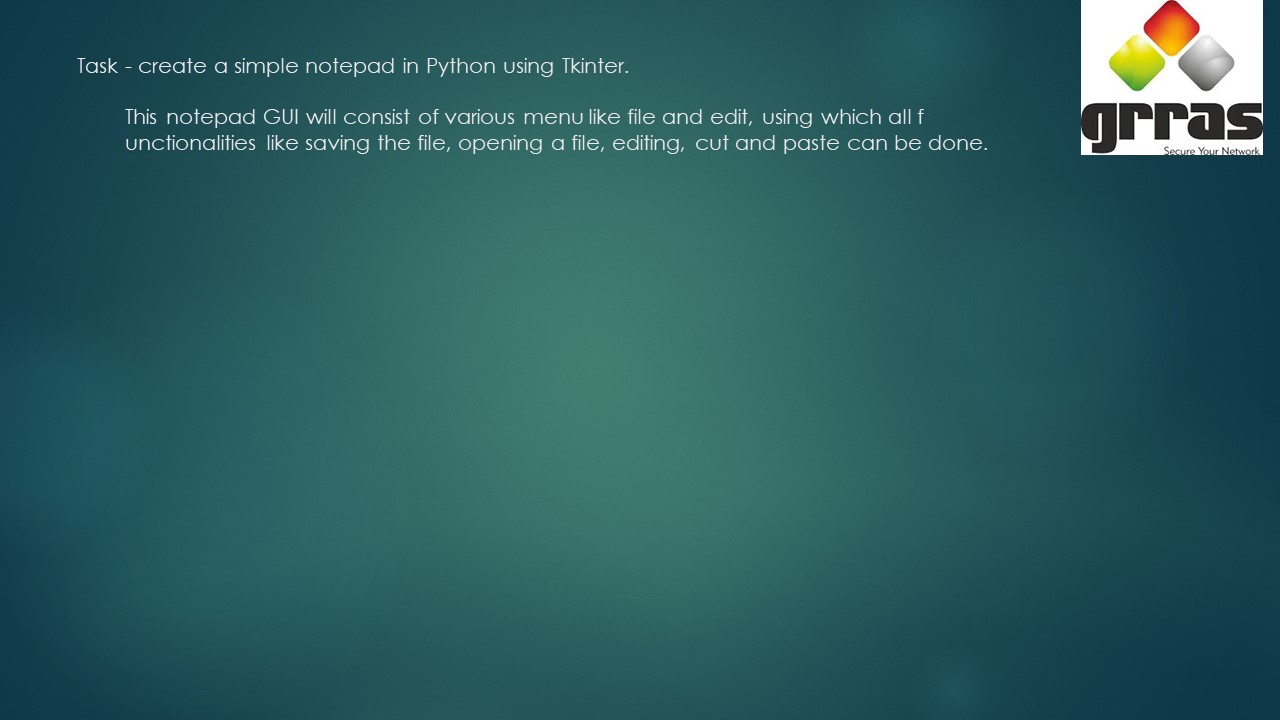 Task - create a simple notepad in Python using Tkinter.
This notepad GUI will consist of various menu like file and edit, using which all f
unctionalities like saving the file, opening a file, editing, cut and paste can be done.
grras
Secure Your Network